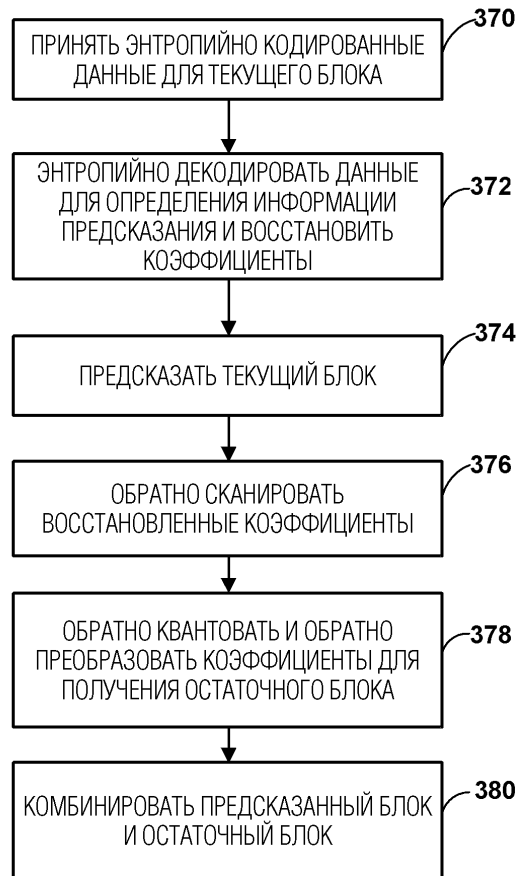 370
ПРИНЯТЬ ЭНТРОПИЙНО КОДИРОВАННЫЕ
ДАННЫЕ ДЛЯ ТЕКУЩЕГО БЛОКА
372
ЭНТРОПИЙНО ДЕКОДИРОВАТЬ ДАННЫЕ
ДЛЯ ОПРЕДЕЛЕНИЯ ИНФОРМАЦИИ
ПРЕДСКАЗАНИЯ И ВОССТАНОВИТЬ
КОЭФФИЦИЕНТЫ
374
ПРЕДСКАЗАТЬ ТЕКУЩИЙ БЛОК
376
ОБРАТНО СКАНИРОВАТЬ
ВОССТАНОВЛЕННЫЕ КОЭФФИЦИЕНТЫ
378
ОБРАТНО КВАНТОВАТЬ И ОБРАТНО
ПРЕОБРАЗОВАТЬ КОЭФФИЦИЕНТЫ ДЛЯ
ПОЛУЧЕНИЯ ОСТАТОЧНОГО БЛОКА
380
КОМБИНИРОВАТЬ ПРЕДСКАЗАННЫЙ БЛОК
И ОСТАТОЧНЫЙ БЛОК